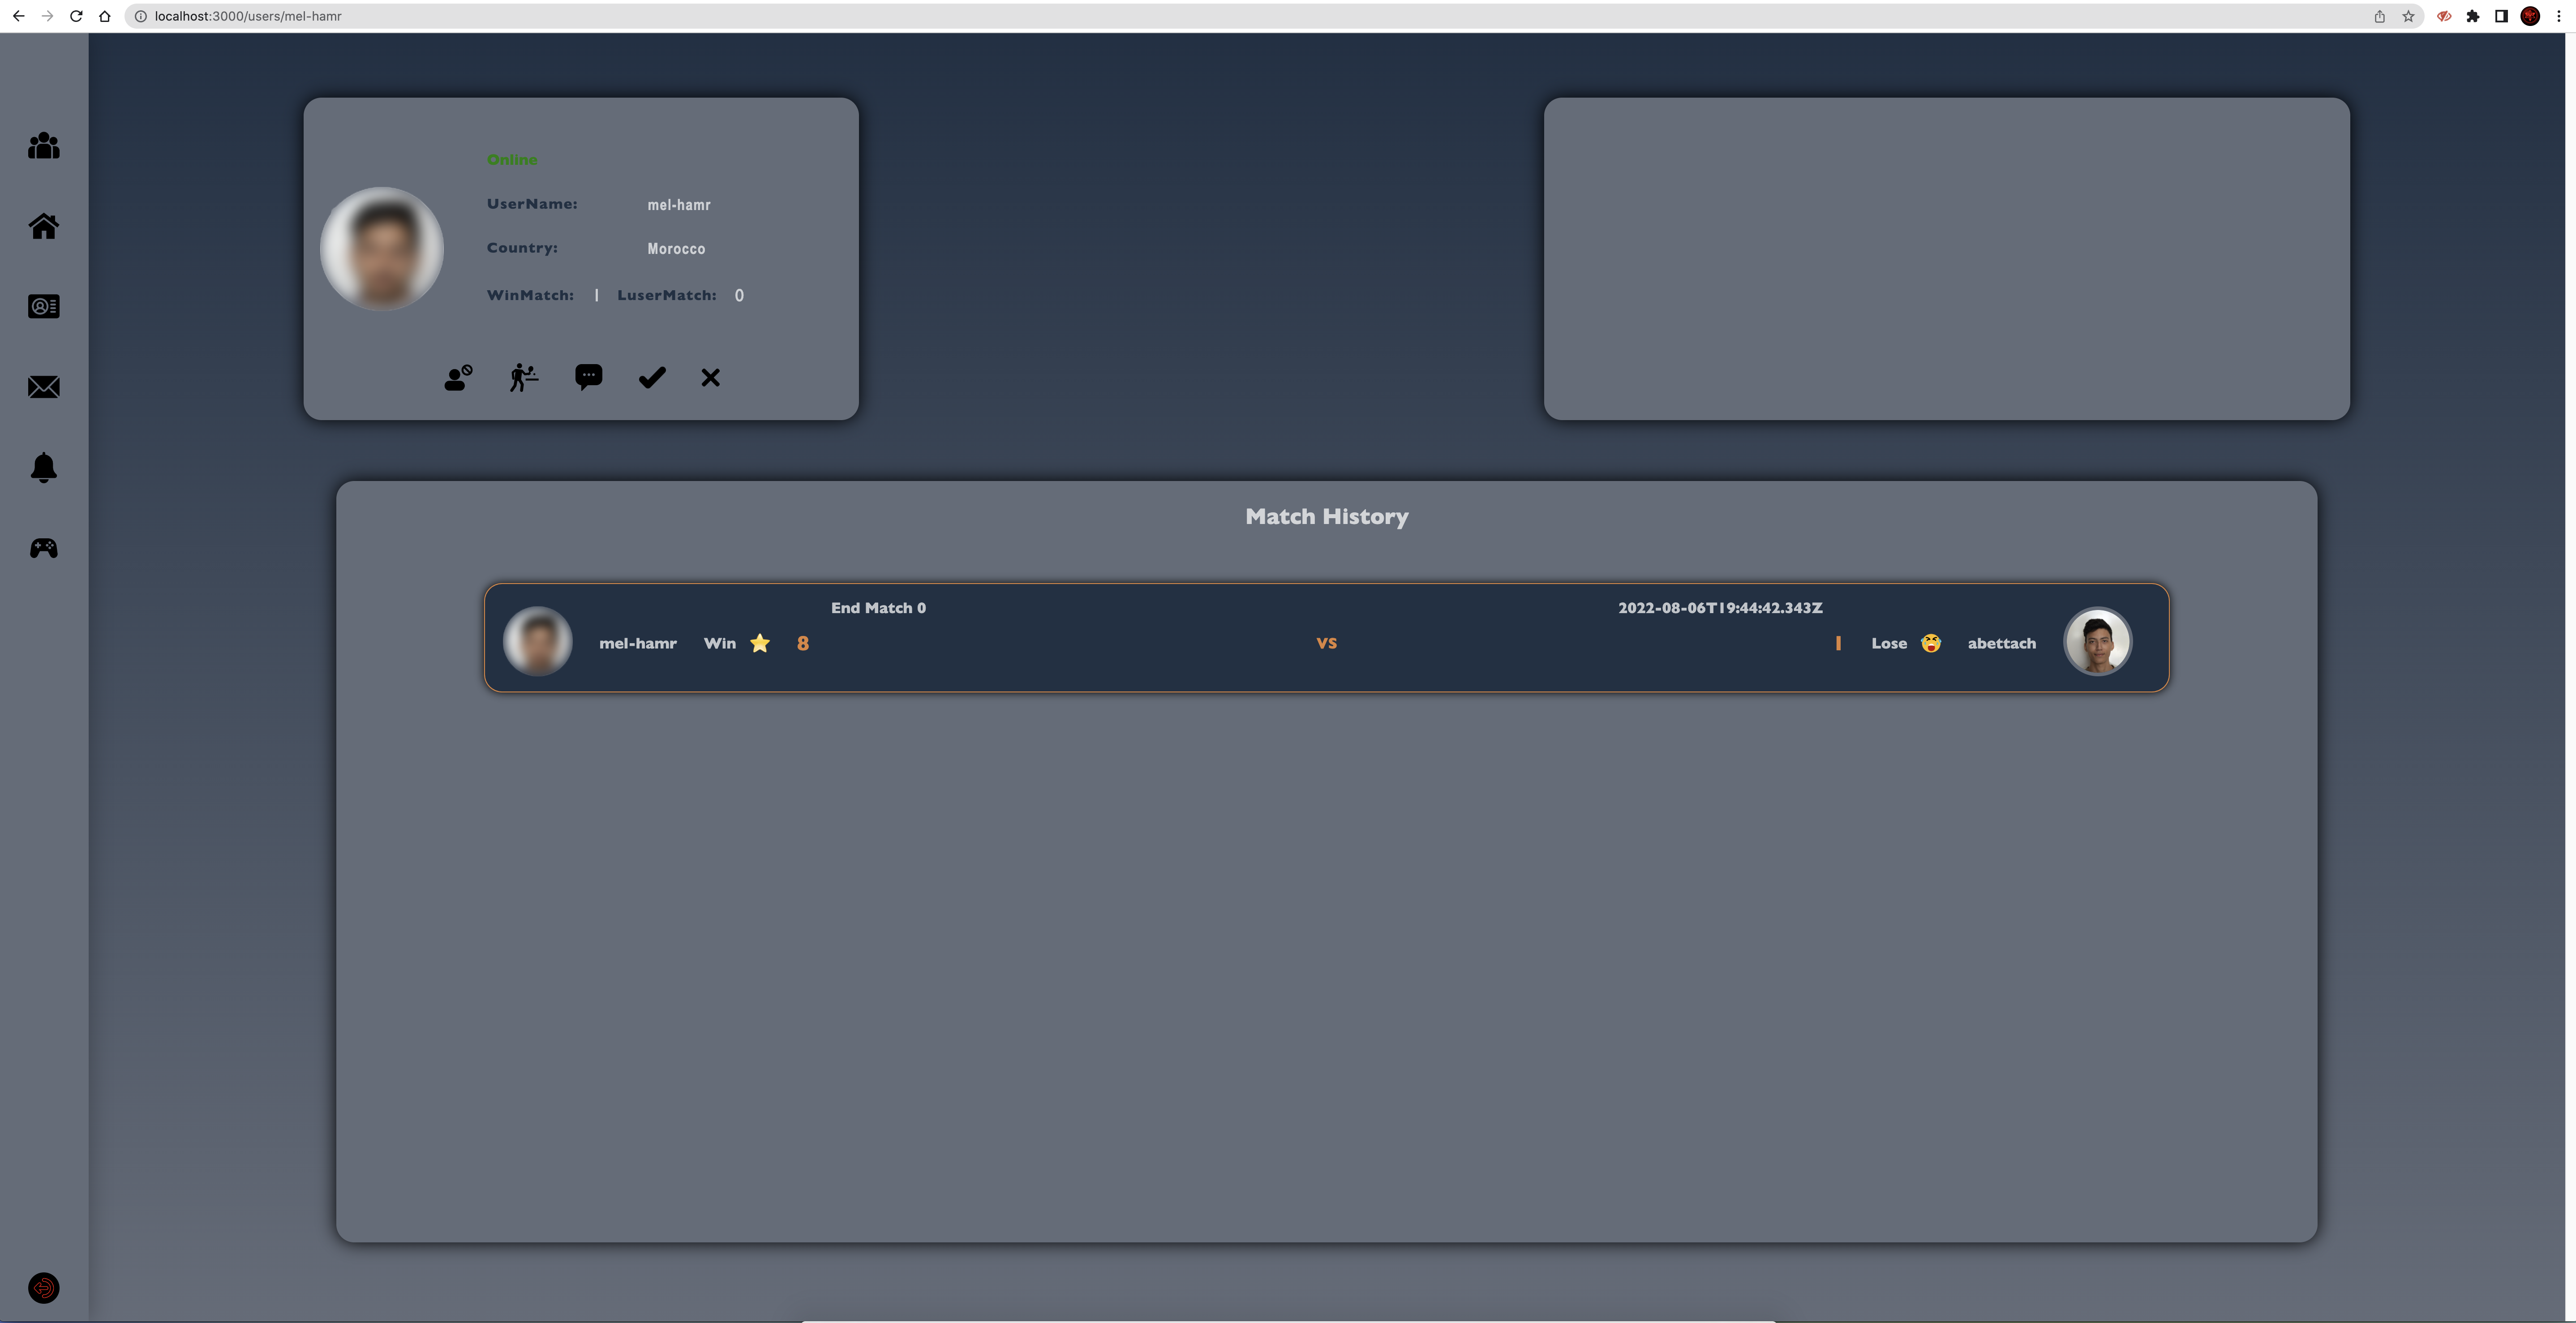 localhost:3000/users/mel-hamr
Online
UserName: mel-hamr
Country: Morocco
WinMatch: 1 LuserMatch: 0
Match History
End Match 0 2022-08-06T19:44:42.343Z
mel-hamr Win 8 VS 1 Lose abettach